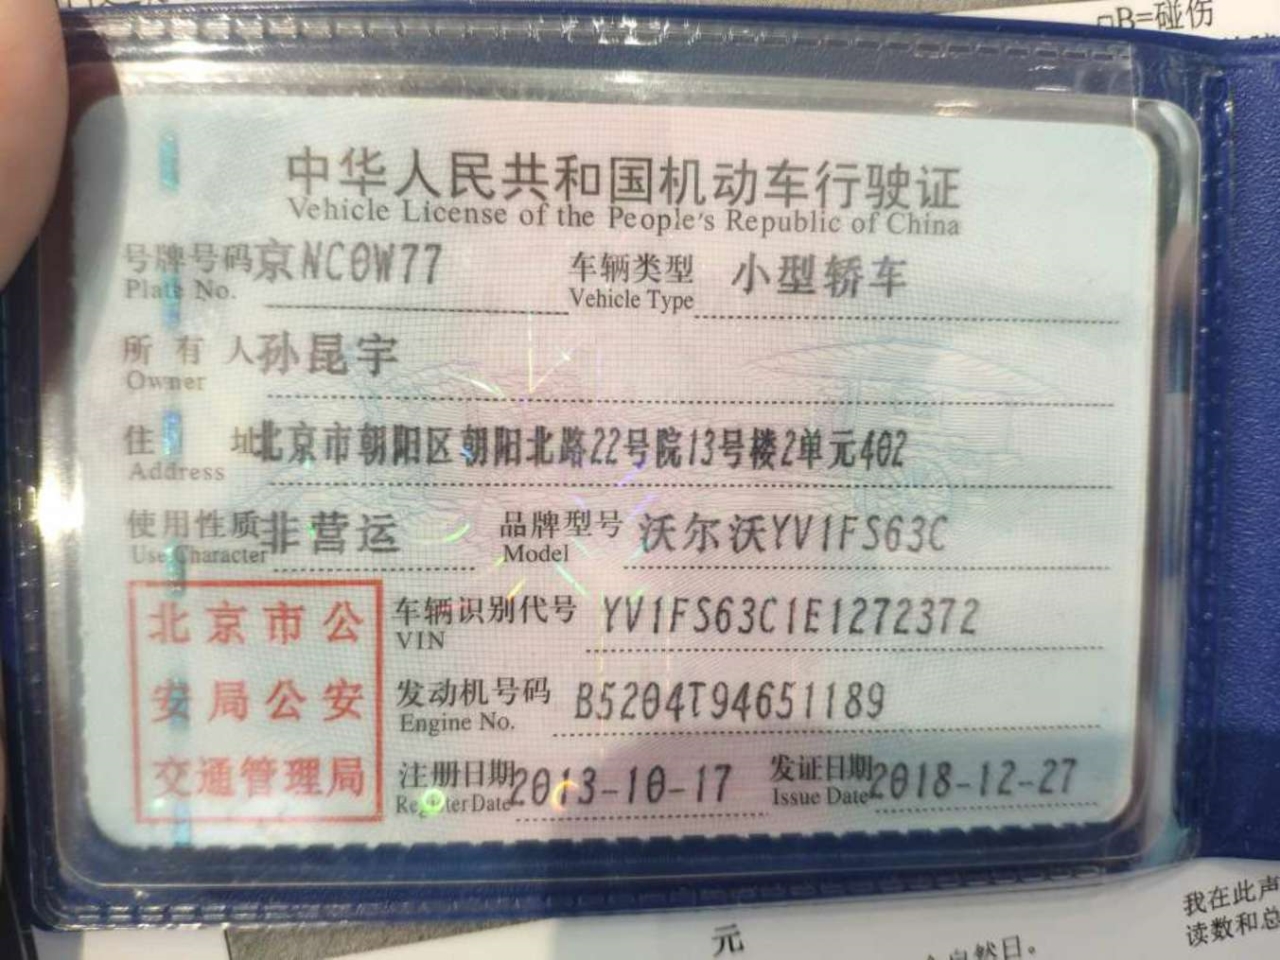 □B=碰伤
中华人民共和国机动车行驶证
Vehicle License of the People's Republic of China
号牌号码 京NC0W77 车辆类型 小型轿车
Plate No. Vehicle Type
所有人 孙昆宇
Owner
住址 北京市朝阳区朝阳北路22号院13号楼2单元402
Address
使用性质 非营运 品牌型号 沃尔沃YV1FS63C
Use Character Model
北京市公
安局公安
交通管理局
车辆识别代号 YV1FS63C1E1272372
VIN
发动机号码 B5204T94651189
Engine No.
注册日期 2013-10-17 发证日期 2018-12-27
Register Date Issue Date
我在此声
读数和总
元
自然日。